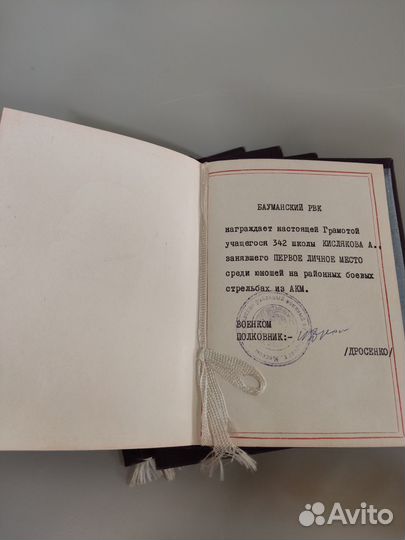 БАУМАНСКИЙ РВК
награждает настоящей Грамотой
учащегося 342 школы КИСЛЯКОВА А.,
занявшего ПЕРВОЕ ЛИЧНОЕ МЕСТО
среди юношей на районных боевых
стрельбах из АКМ.
ВОЕНКОМ
ПОЛКОВНИК:-
/ДРОСЕНКО/
Avito